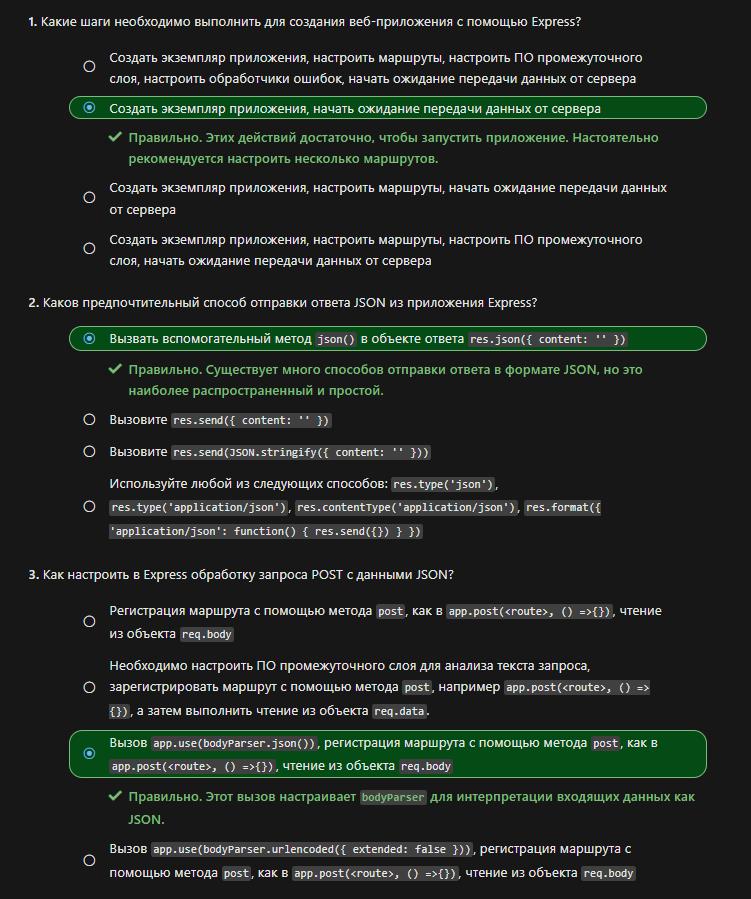 1. Какие шаги необходимо выполнить для создания веб-приложения с помощью Express?
Создать экземпляр приложения, настроить маршруты, настроить ПО промежуточного
слоя, настроить обработчики ошибок, начать ожидание передачи данных от сервера
Создать экземпляр приложения, начать ожидание передачи данных от сервера
Правильно. Этих действий достаточно, чтобы запустить приложение. Настоятельно
рекомендуется настроить несколько маршрутов.
Создать экземпляр приложения, настроить маршруты, начать ожидание передачи данных
от сервера
Создать экземпляр приложения, настроить маршруты, настроить ПО промежуточного
слоя, начать ожидание передачи данных от сервера
2. Каков предпочтительный способ отправки ответа JSON из приложения Express?
Вызвать вспомогательный метод json() в объекте ответа res.json({ content: '' })
Правильно. Существует много способов отправки ответа в формате JSON, но это
наиболее распространенный и простой.
Вызовите res.send({ content: '' })
Вызовите res.send(JSON.stringify({ content: '' }))
Используйте любой из следующих способов: res.type('json'),
res.type('application/json'), res.contentType('application/json'), res.format({
'application/json': function() { res.send({}) } })
3. Как настроить в Express обработку запроса POST с данными JSON?
Регистрация маршрута с помощью метода post, как в app.post(<route>, () =>{}), чтение
из объекта req.body
Необходимо настроить ПО промежуточного слоя для анализа текста запроса,
зарегистрировать маршрут с помощью метода post, например app.post(<route>, () =>
{}), а затем выполнить чтение из объекта req.data.
Вызов app.use(bodyParser.json()), регистрация маршрута с помощью метода post, как в
app.post(<route>, () =>{}), чтение из объекта req.body
Правильно. Этот вызов настраивает bodyParser для интерпретации входящих данных как
JSON.
Вызов app.use(bodyParser.urlencoded({ extended: false })), регистрация маршрута с
помощью метода post, как в app.post(<route>, () =>{}), чтение из объекта req.body